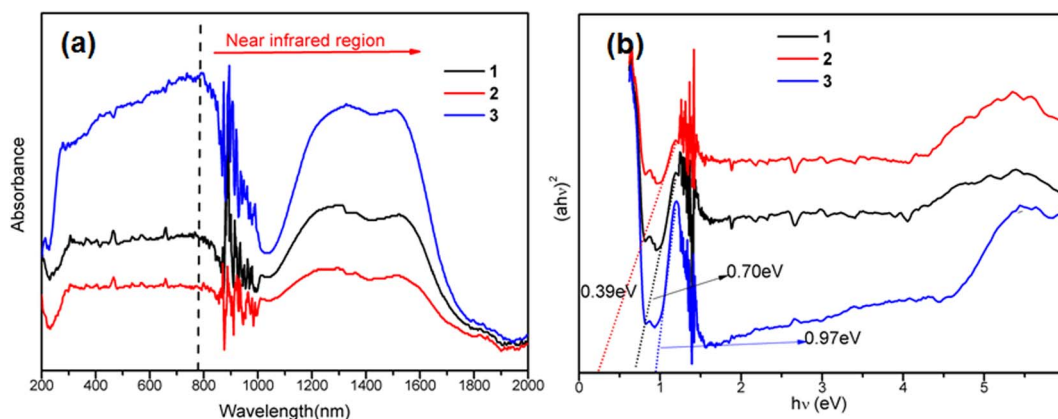 (a)
Near infrared region
1
2
3
Absorbance
200 400 600 800 1000 1200 1400 1600 1800 2000
Wavelength(nm)
(b)
1
2
3
(ahν)²
0.39eV
0.70eV
0.97eV
0 1 2 3 4 5
hν (eV)